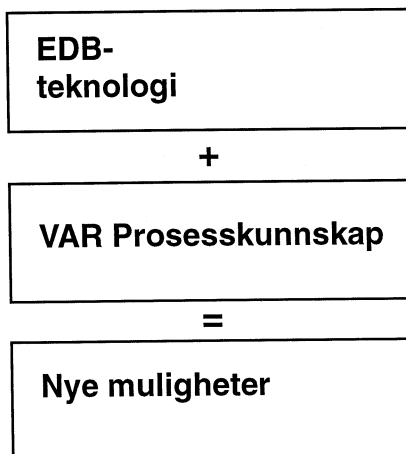 EDB-
teknologi
+
VAR Prosesskunnskap
=
Nye muligheter